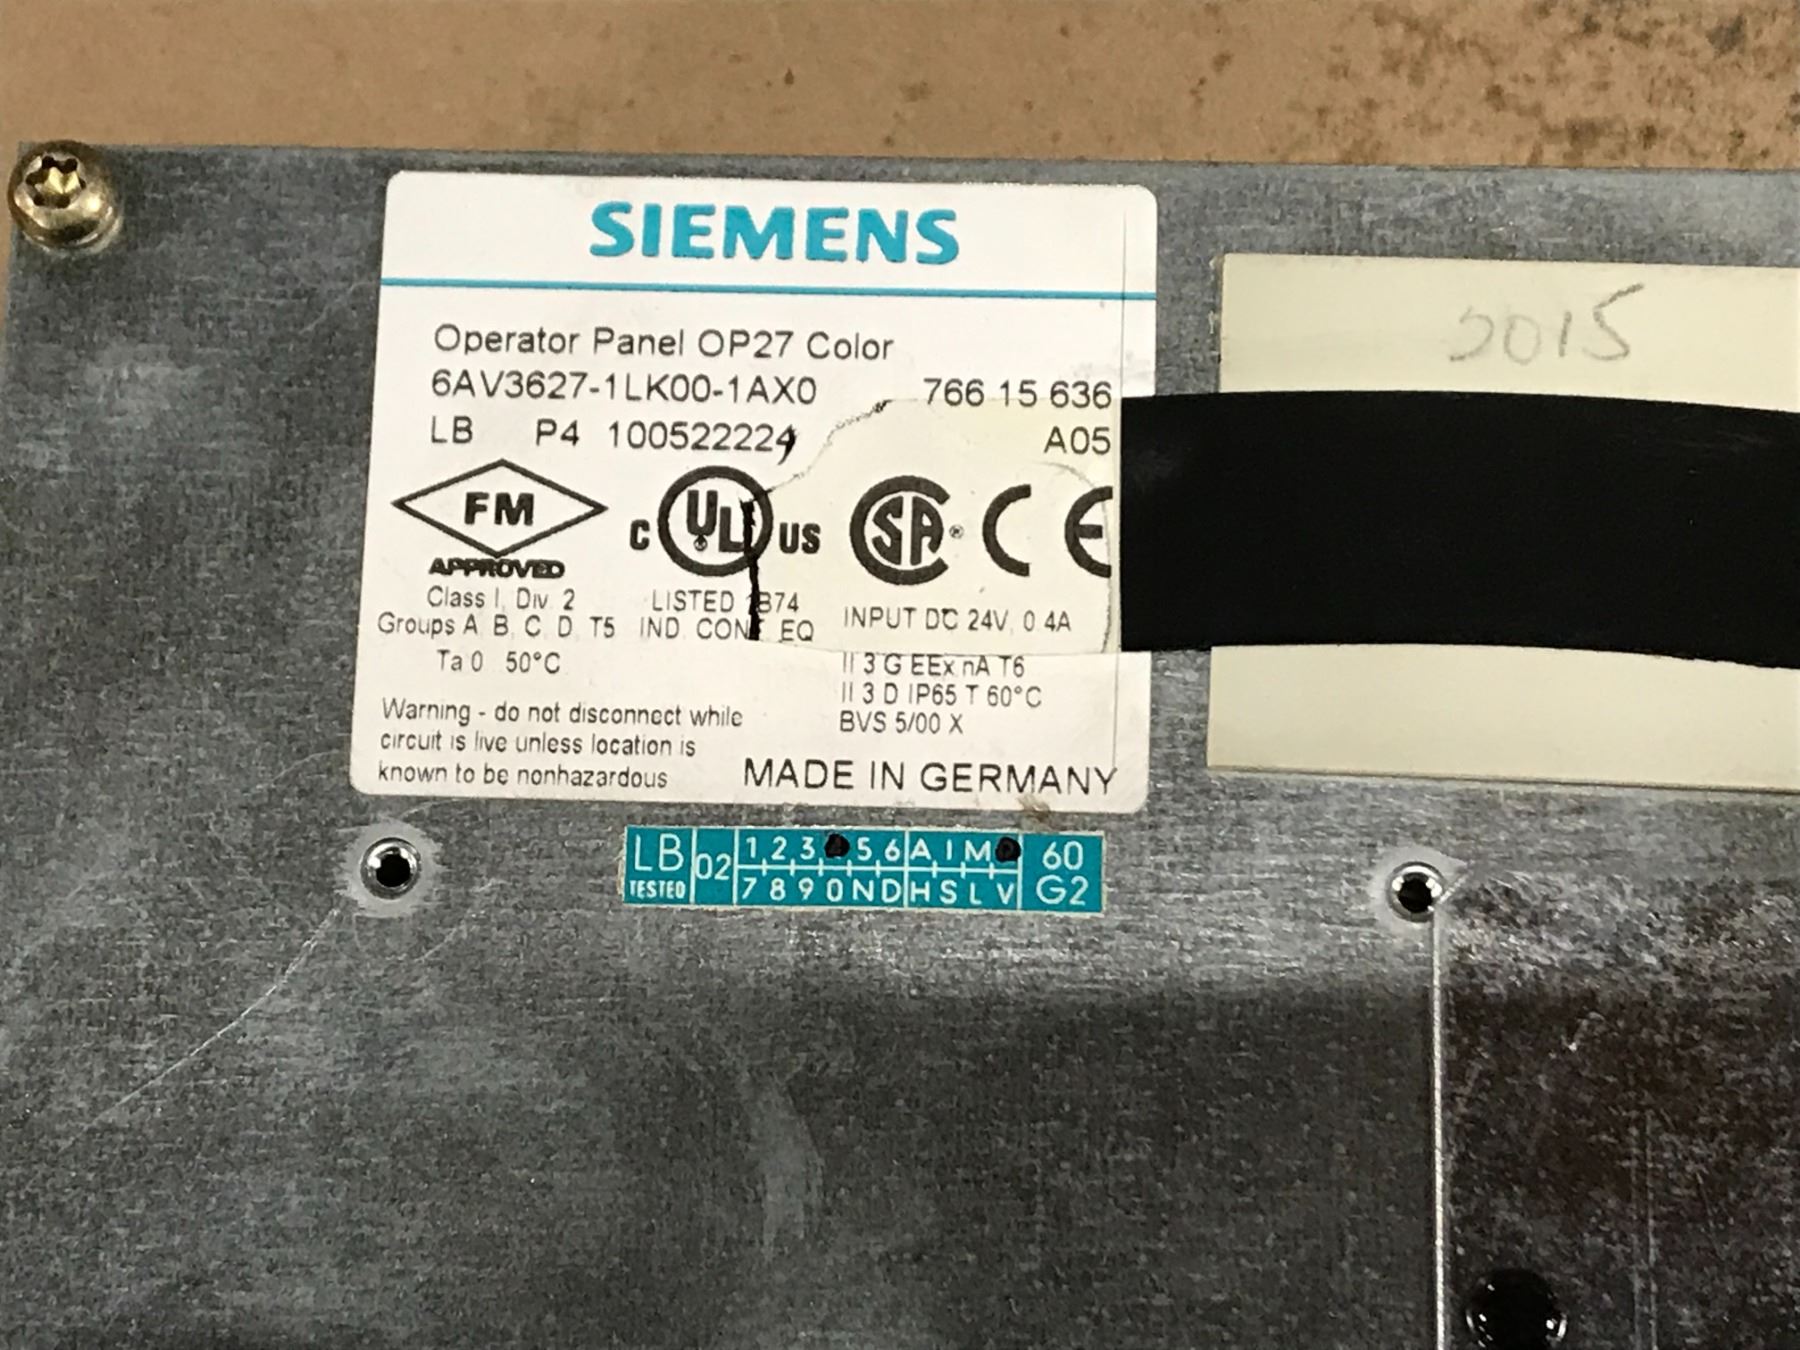 SIEMENS
Operator Panel OP27 Color
6AV3627-1LK00-1AX0 766 15 636
LB P4 A05
FM
APPROVED
C UL US SA CE
Class I, Div. 2
Groups A B, C D T5
Ta 0 50°C
LISTED
IND. CONT EQ
INPUT DC 24V, 0.4A
II 3 G EEx nA T6
II 3 D IP65 T 60°C
BVS 5/00 X
Warning - do not disconnect while
circuit is live unless location is
known to be nonhazardous
MADE IN GERMANY
LB 02 1 2 3 5 6 A I M 60
TESTED 7 8 9 0 N D H S L V G2